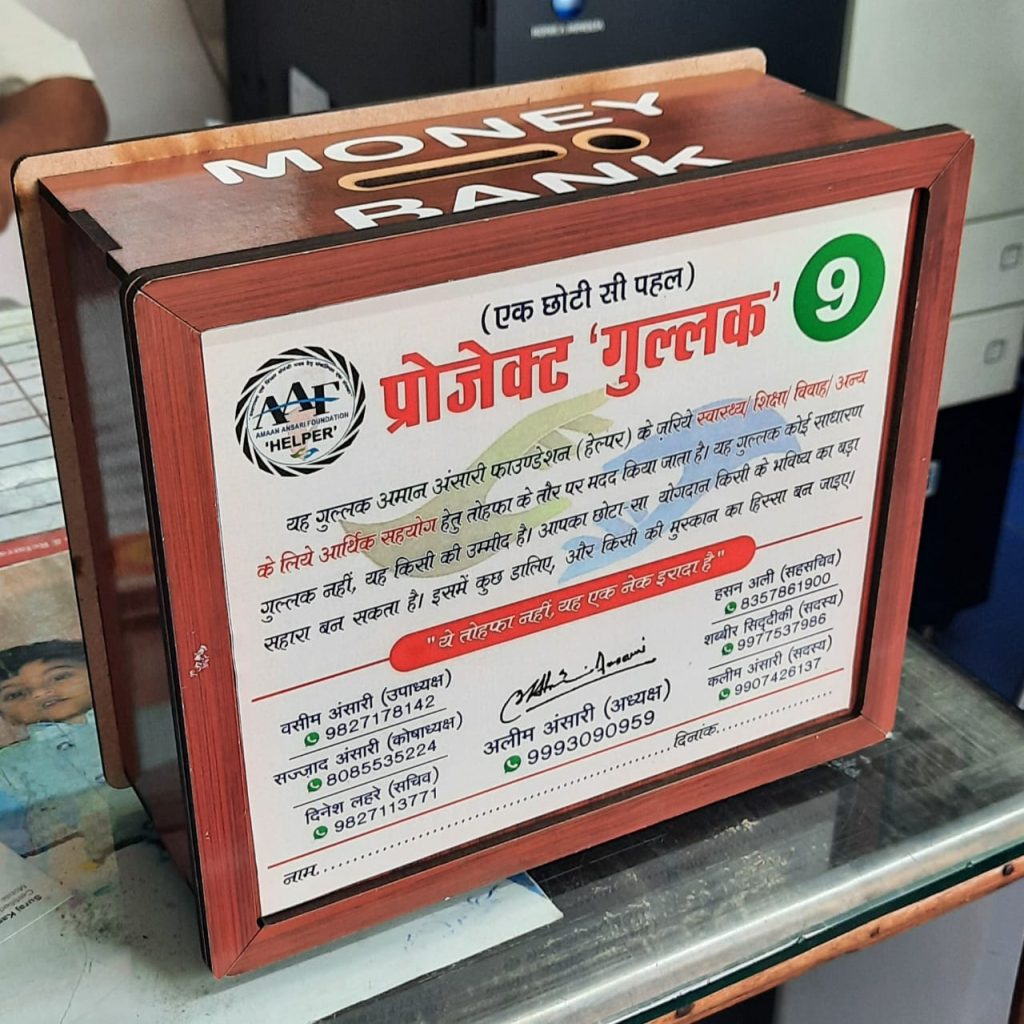 MONEY
BANK
(एक छोटी सी पहल)
9
प्रोजेक्ट 'गुल्लक'
AAF
AMAAN ANSARI FOUNDATION
'HELPER'
यह गुल्लक अमान अंसारी फाउण्डेशन (हेल्पर) के ज़रिये स्वास्थ्य/ शिक्षा/ विवाह/ अन्य
के लिये आर्थिक सहयोग हेतु तोहफा के तौर पर मदद किया जाता है। यह गुल्लक कोई साधारण
गुल्लक नहीं, यह किसी की उम्मीद है। आपका छोटा-सा योगदान किसी के भविष्य का बड़ा
सहारा बन सकता है। इसमें कुछ डालिए, और किसी की मुस्कान का हिस्सा बन जाइए।
"ये तोहफा नहीं, यह एक नेक इरादा है"
वसीम अंसारी (उपाध्यक्ष)
9827178142
सज्जाद अंसारी (कोषाध्यक्ष)
8085535224
दिनेश लहरे (सचिव)
9827113771
अलीम अंसारी (अध्यक्ष)
9993090959
हसन अली (सहसचिव)
8357861900
शब्बीर सिद्दीकी (सदस्य)
9977537986
कलीम अंसारी (सदस्य)
9907426137
नाम..............................दिनांक....................